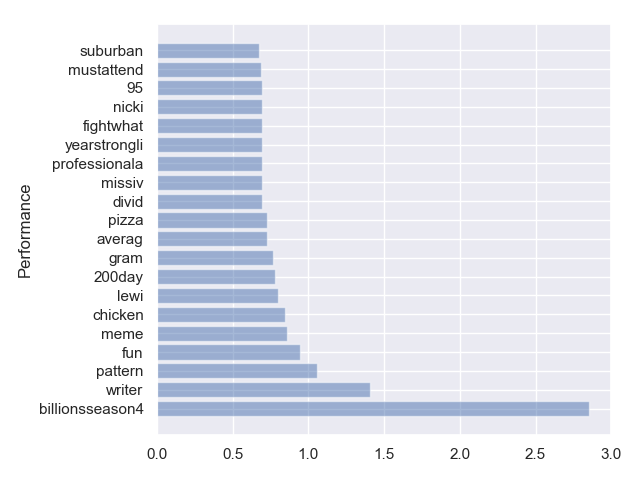 suburban
mustattend
95
nicki
fightwhat
yearstrongli
professionala
missiv
divid
pizza
averag
gram
200day
lewi
chicken
meme
fun
pattern
writer
billionsseason4
Performance
0.0 0.5 1.0 1.5 2.0 2.5 3.0